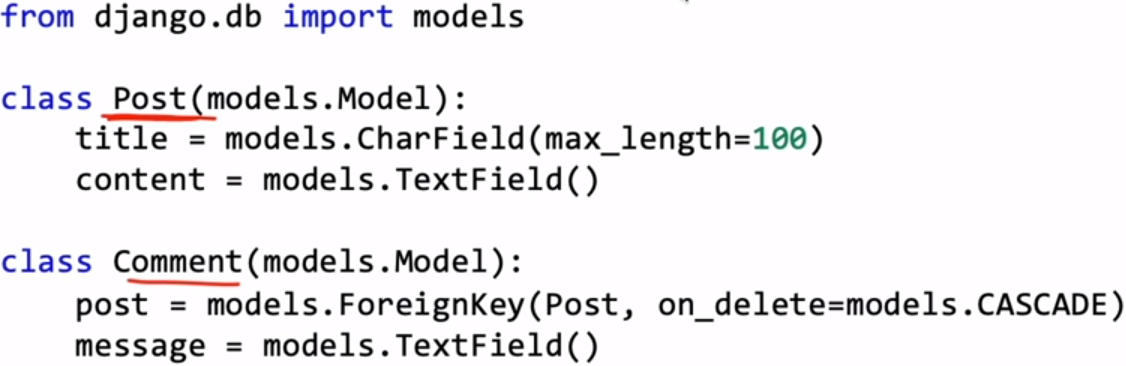 from django.db import models
class Post(models.Model):
title = models.CharField(max_length=100)
content = models.TextField()
class Comment(models.Model):
post = models.ForeignKey(Post, on_delete=models.CASCADE)
message = models.TextField()